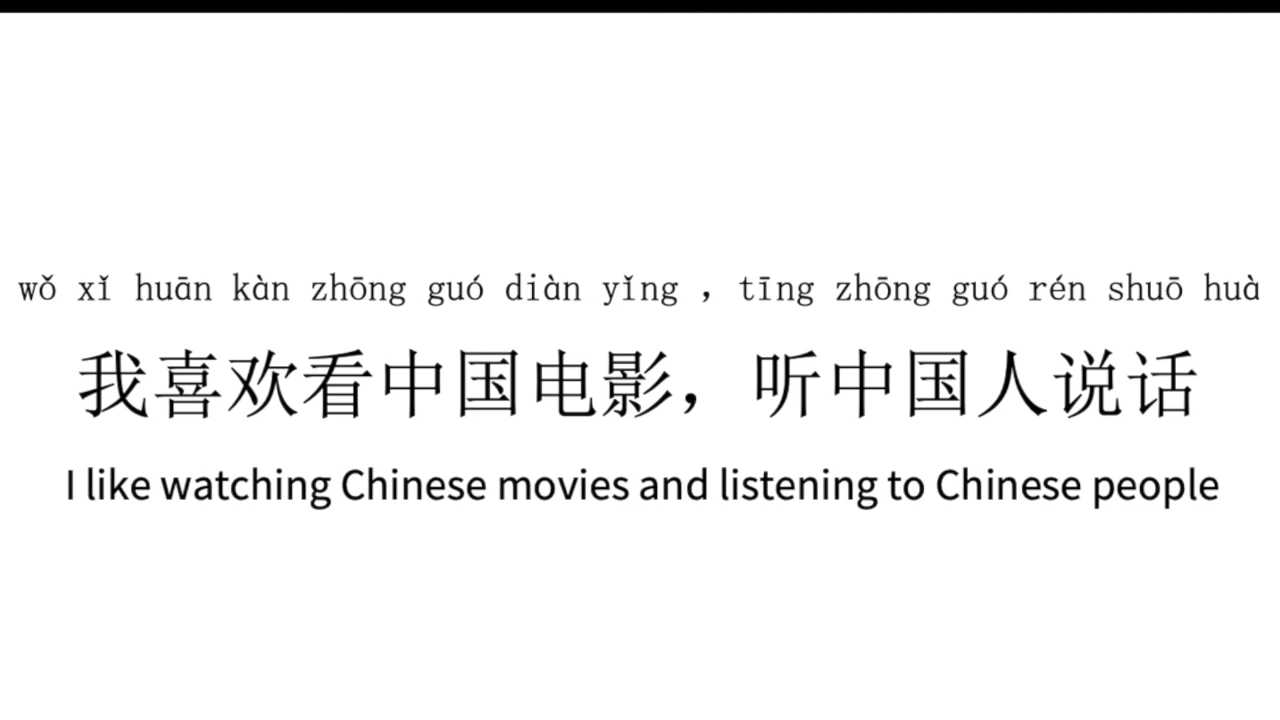 wǒ xǐ huān kàn zhōng guó diàn yǐng ，tīng zhōng guó rén shuō huà
我喜欢看中国电影，听中国人说话
I like watching Chinese movies and listening to Chinese people